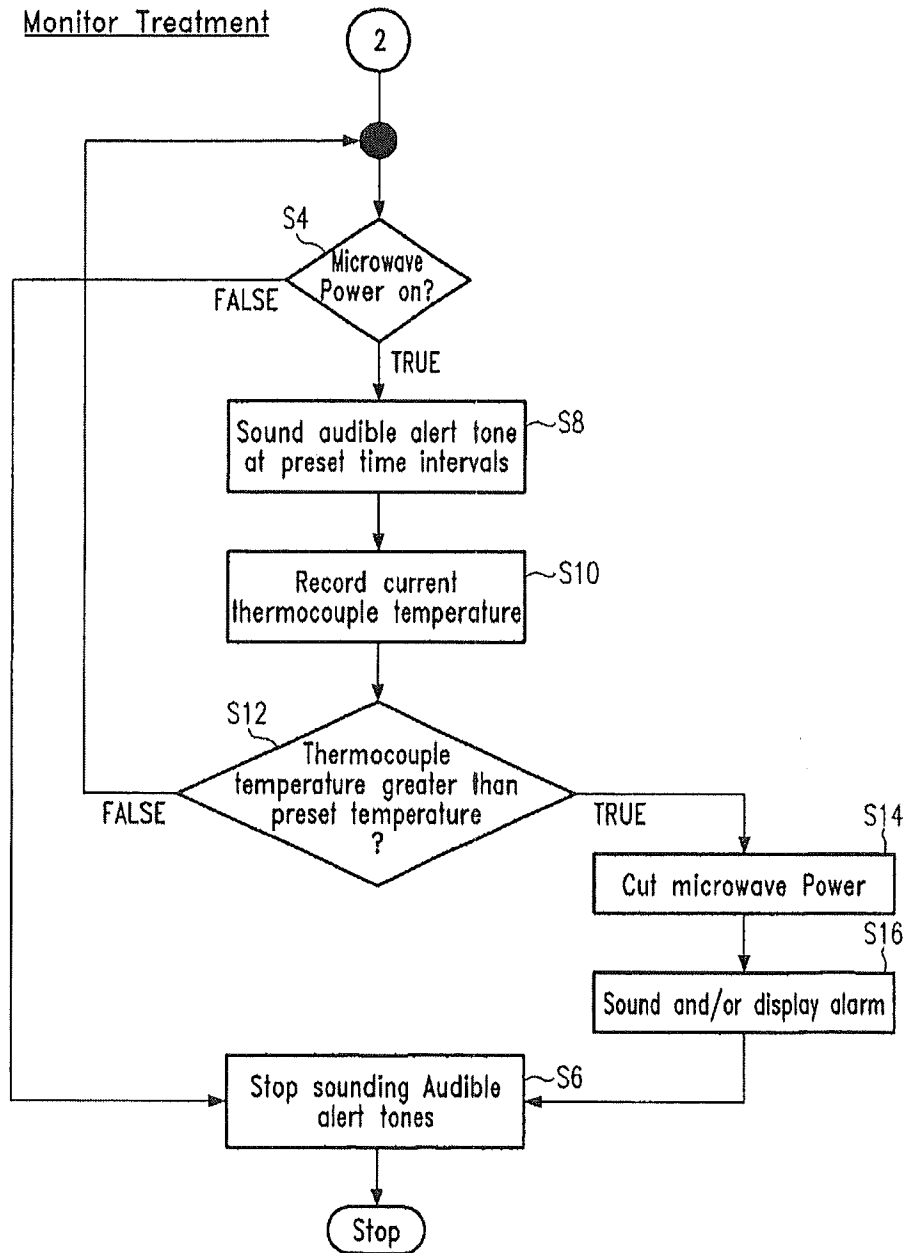 Monitor Treatment
2
S4
Microwave
Power on?
FALSE
TRUE
Sound audible alert tone
at preset time intervals
S8
Record current
thermocouple temperature
S10
S12
Thermocouple
temperature greater than
preset temperature
?
FALSE
TRUE
S14
Cut microwave Power
S16
Sound and/or display alarm
Stop sounding Audible
alert tones
S6
Stop